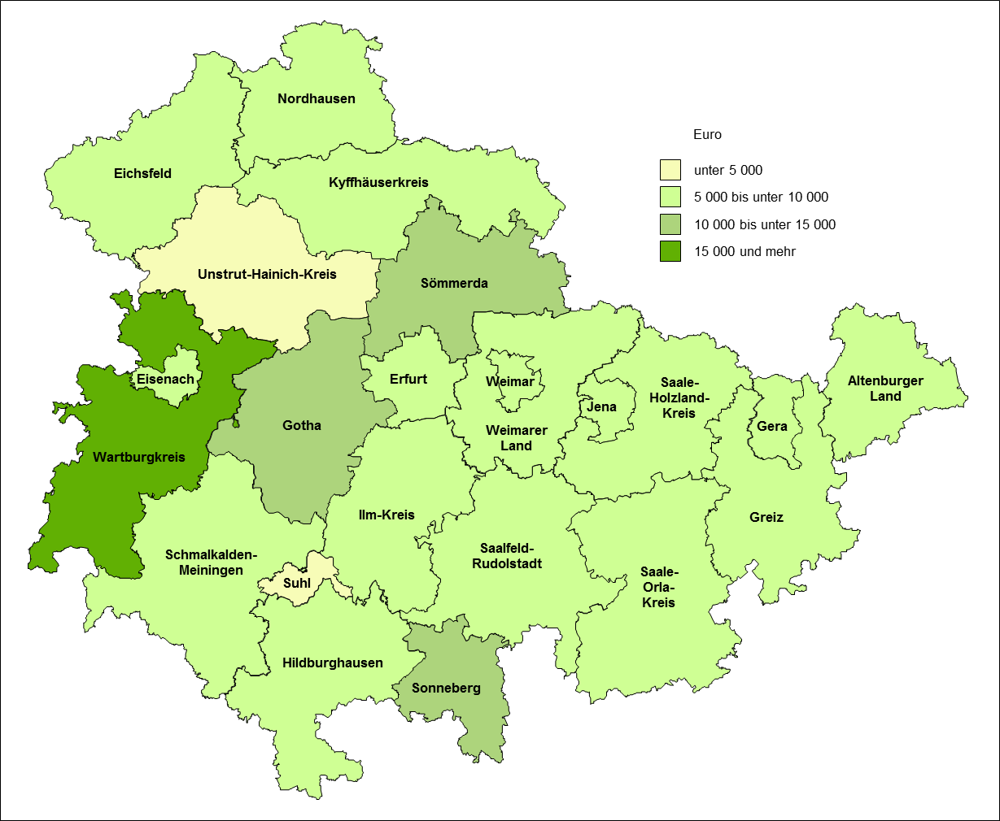 Nordhausen
Euro
unter 5 000
5 000 bis unter 10 000
10 000 bis unter 15 000
15 000 und mehr
Eichsfeld
Kyffhäuserkreis
Unstrut-Hainich-Kreis
Sömmerda
Eisenach
Erfurt
Weimar
Saale-
Holzland-
Kreis
Altenburger
Land
Jena
Gotha
Gera
Weimarer
Land
Wartburgkreis
Ilm-Kreis
Greiz
Schmalkalden-
Meiningen
Saalfeld-
Rudolstadt
Suhl
Saale-
Orla-
Kreis
Hildburghausen
Sonneberg